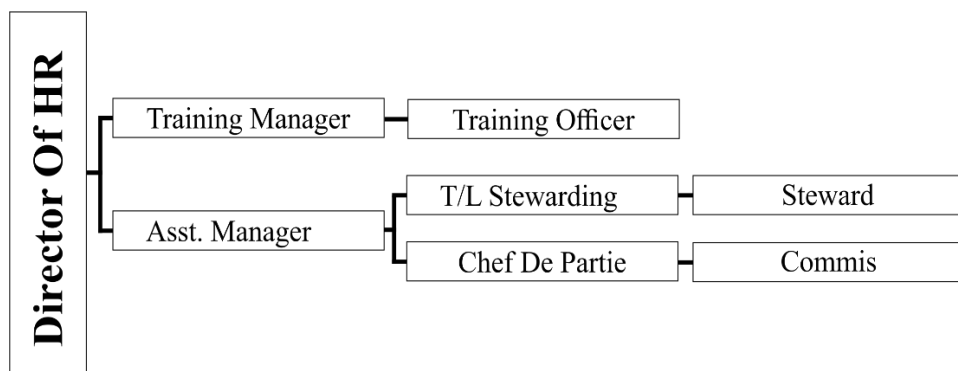 Director Of HR
Training Manager
Training Officer
Asst. Manager
T/L Stewarding
Steward
Chef De Partie
Commis